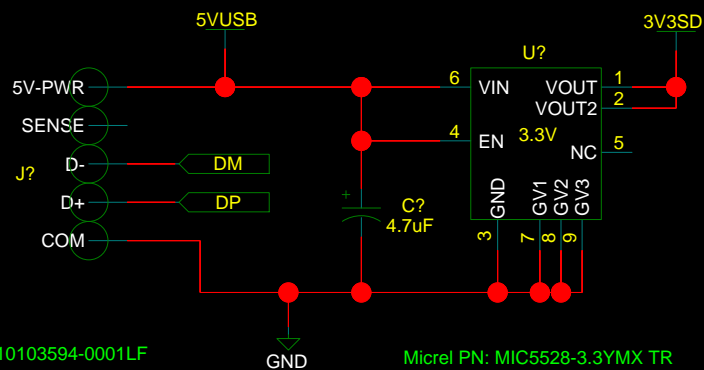 5VUSB
3V3SD
U?
5V-PWR
6
VIN
VOUT
1
VOUT2
2
SENSE
4
EN
3.3V
NC
5
J?
D-
DM
D+
DP
C?
4.7uF
COM
GND
GV1
GV2
GV3
3
7
8
9
GND
10103594-0001LF
Micrel PN: MIC5528-3.3YMX TR